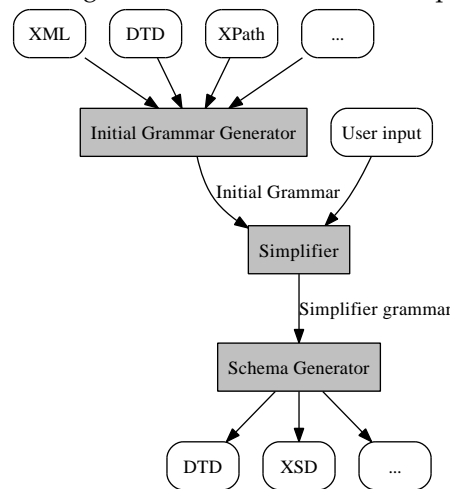 XML DTD XPath ...
Initial Grammar Generator User input
Initial Grammar
Simplifier
Simplifier grammar
Schema Generator
DTD XSD ...